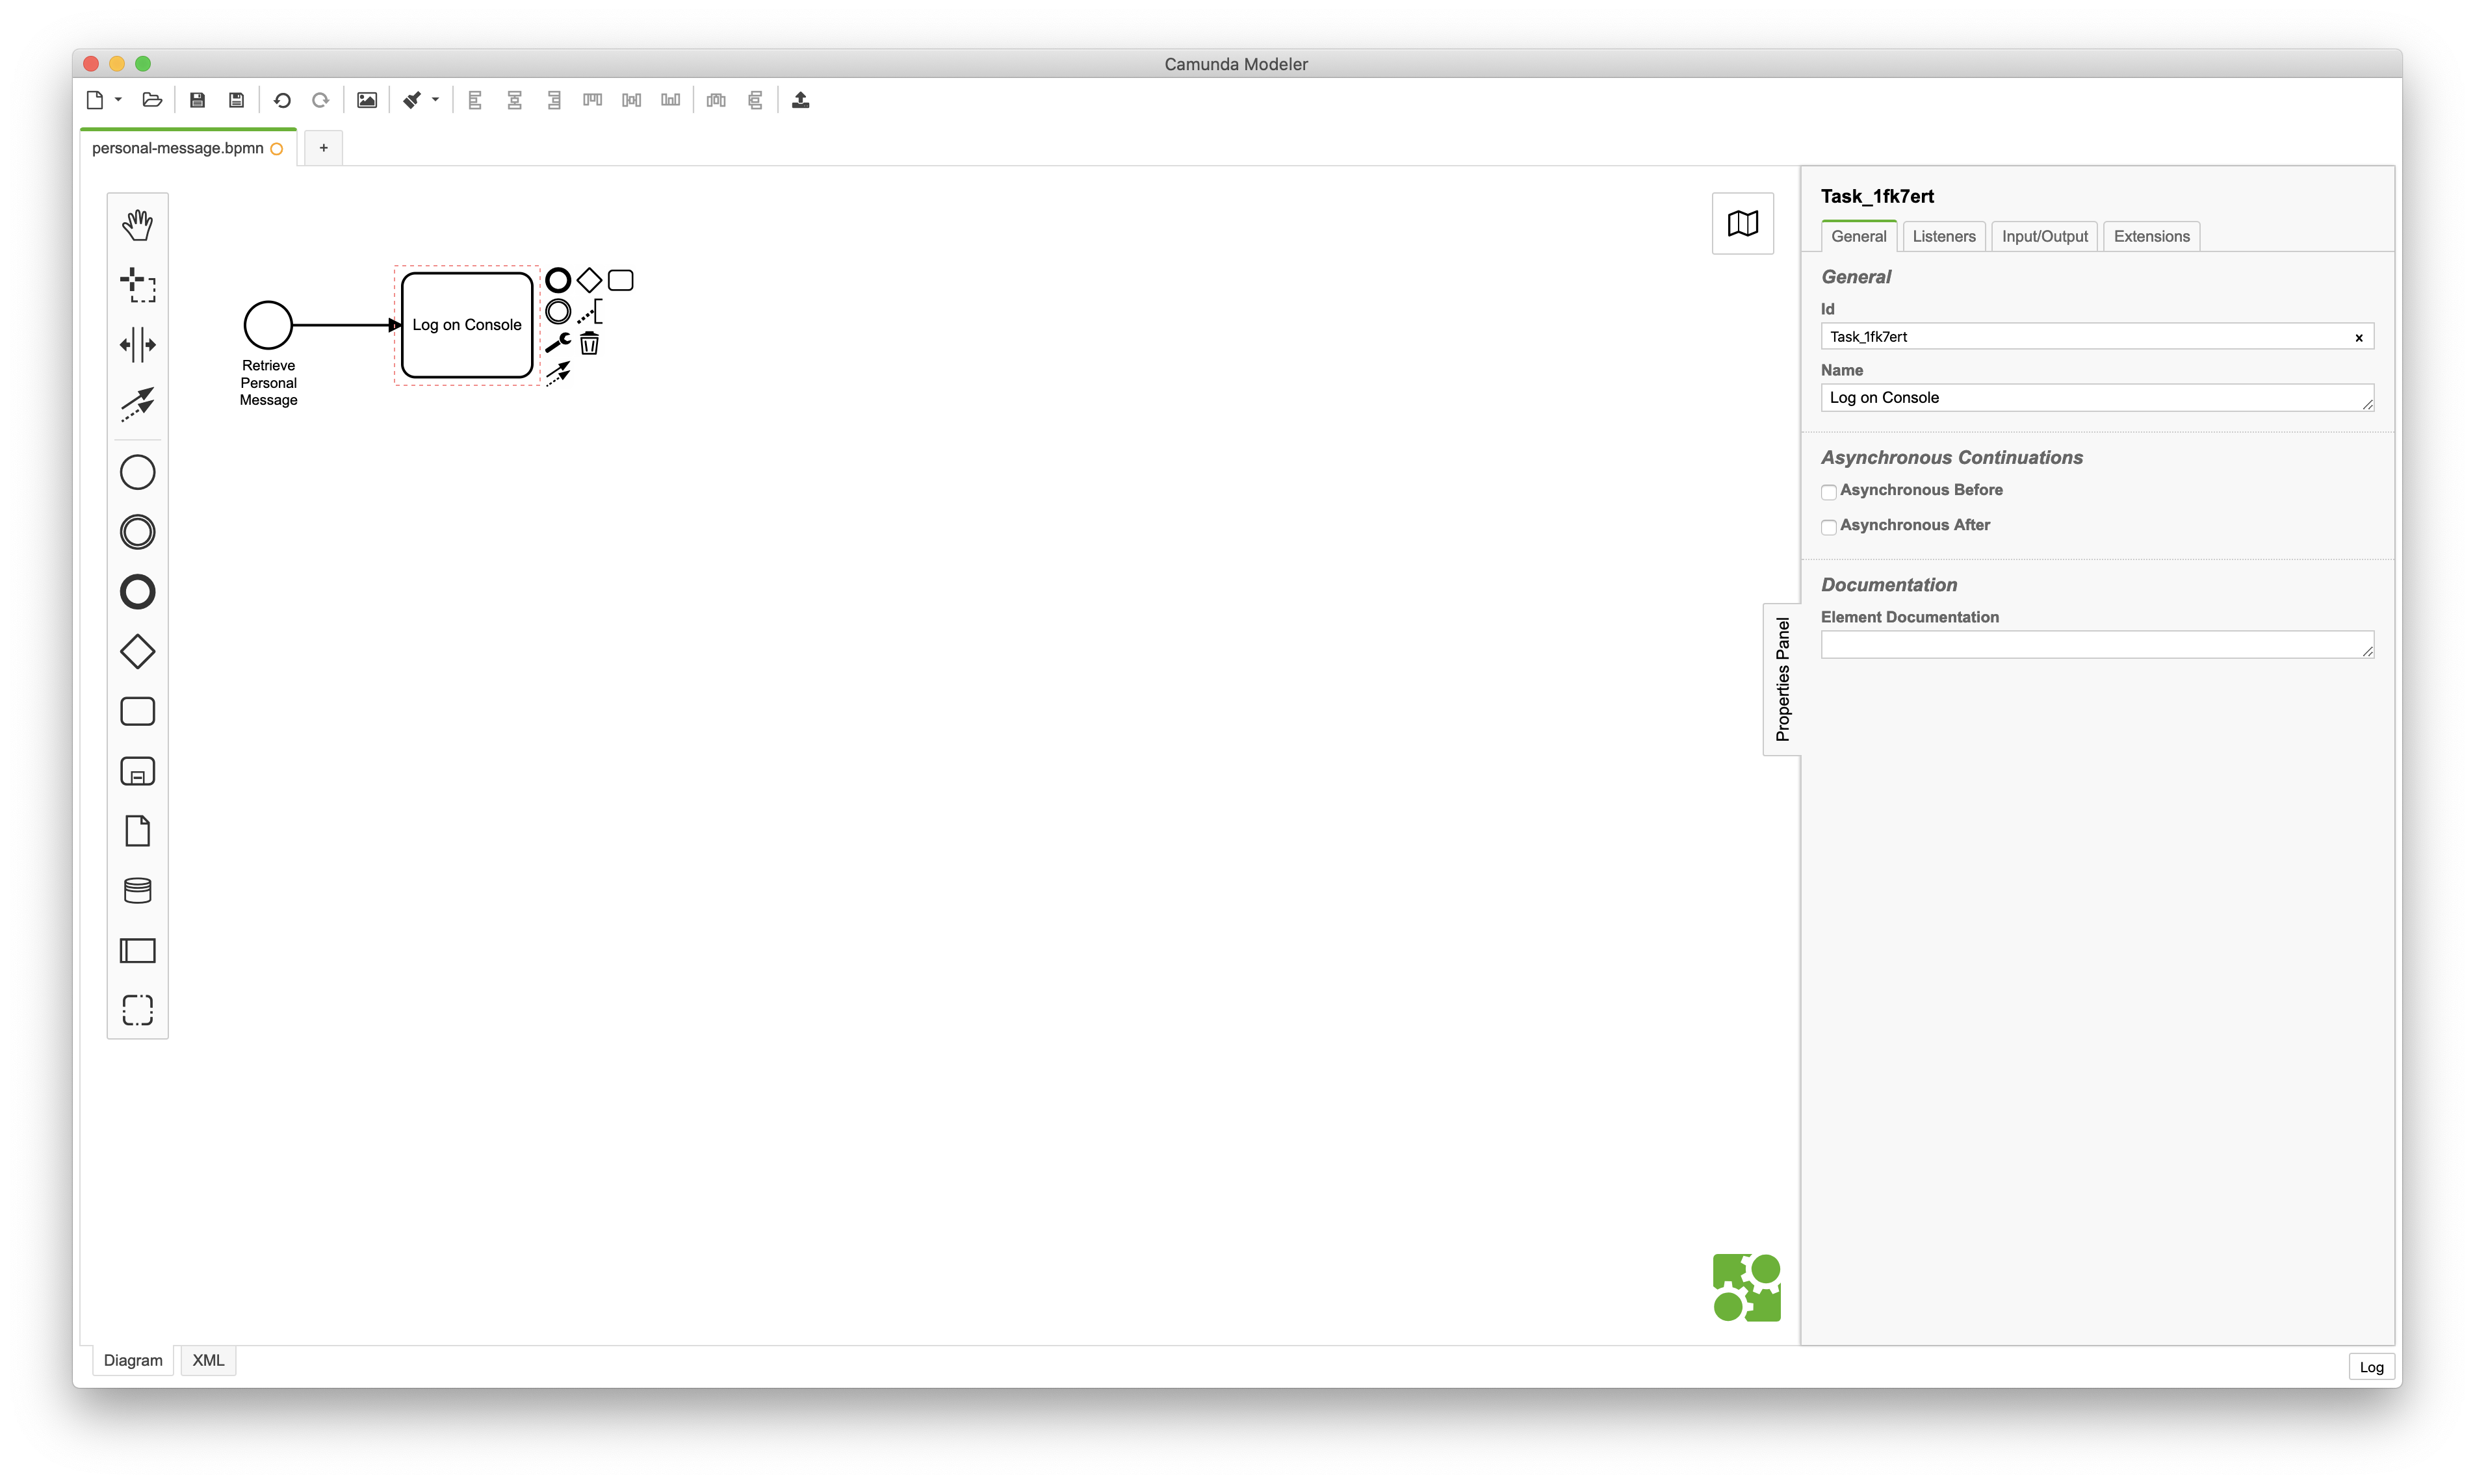 Camunda Modeler
personal-message.bpmn
+
Retrieve
Personal
Message
Log on Console
Properties Panel
Task_1fk7ert
General
Listeners
Input/Output
Extensions
General
Id
Task_1fk7ert
x
Name
Log on Console
Asynchronous Continuations
Asynchronous Before
Asynchronous After
Documentation
Element Documentation
Diagram
XML
Log